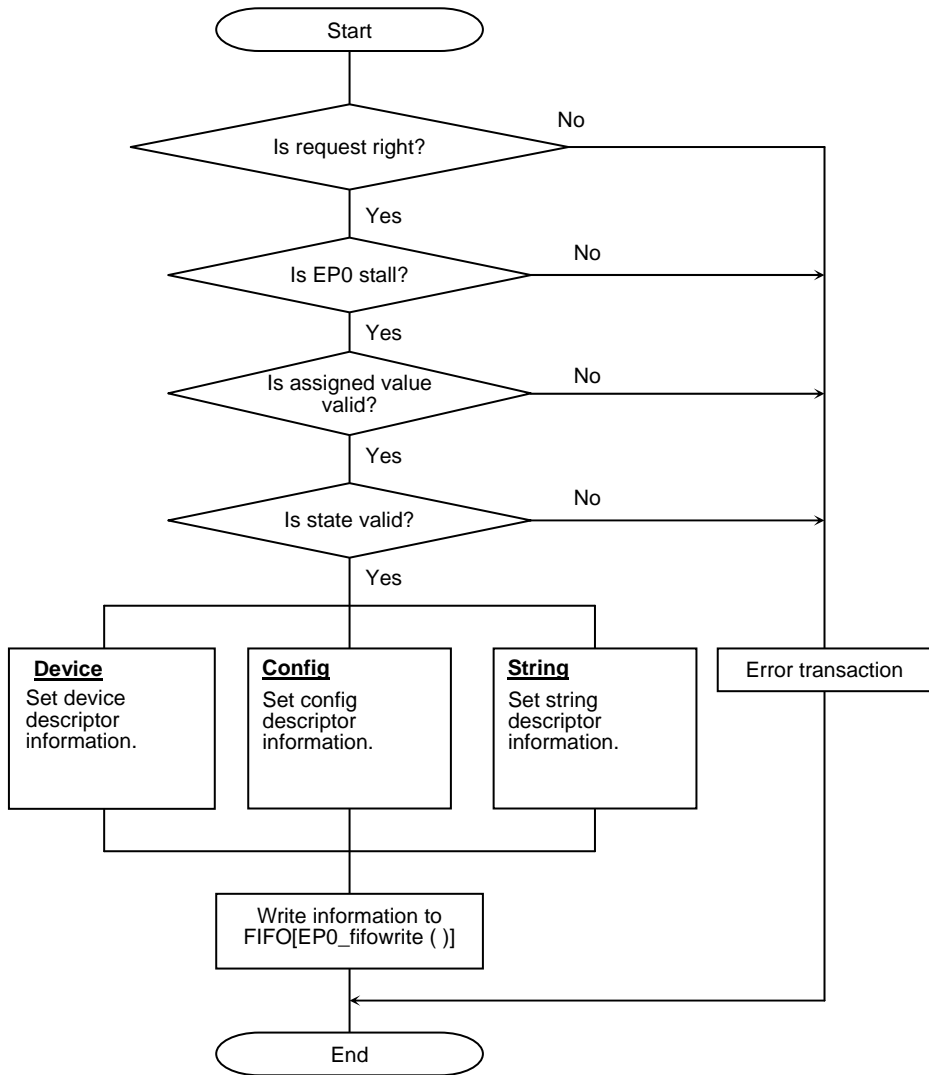 Start
No
Is request right?
Yes
No
Is EP0 stall?
Yes
No
Is assigned value
valid?
Yes
No
Is state valid?
Yes
Device
Set device
descriptor
information.
Config
Set config
descriptor
information.
String
Set string
descriptor
information.
Error transaction
Write information to
FIFO[EP0_fifowrite ( )]
End